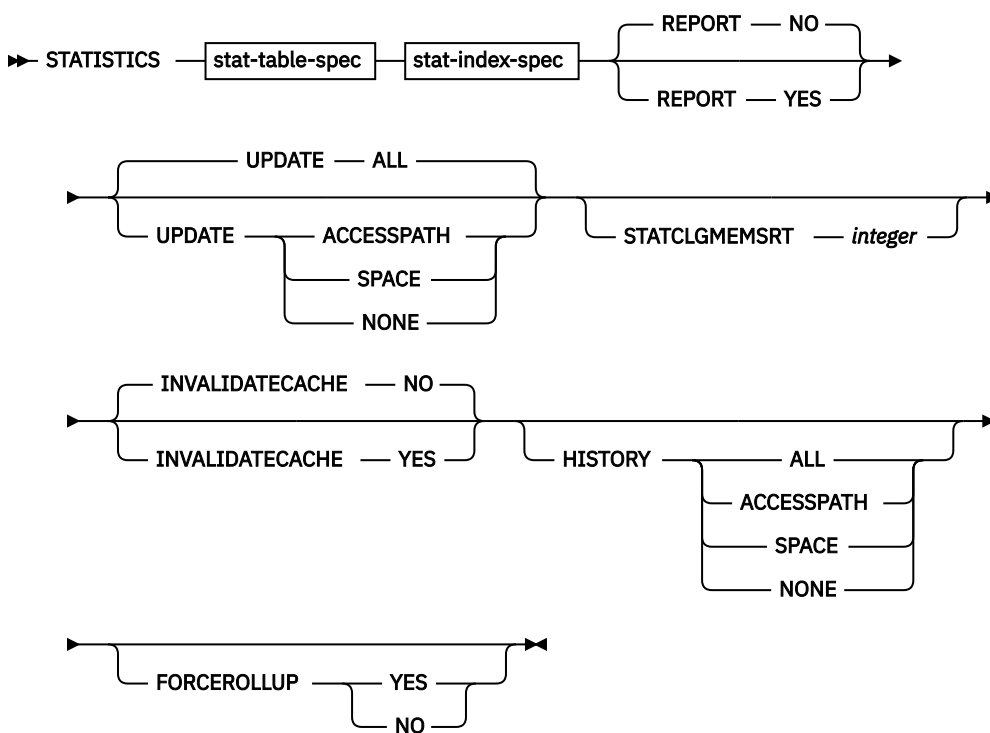 REPORT NO
STATISTICS stat-table-spec stat-index-spec
REPORT YES
UPDATE ALL
UPDATE ACCESSPATH STATCLGMEMSRT integer
SPACE
NONE
INVALIDATECACHE NO
INVALIDATECACHE YES HISTORY ALL
ACCESSPATH
SPACE
NONE
FORCEROLLUP YES
NO